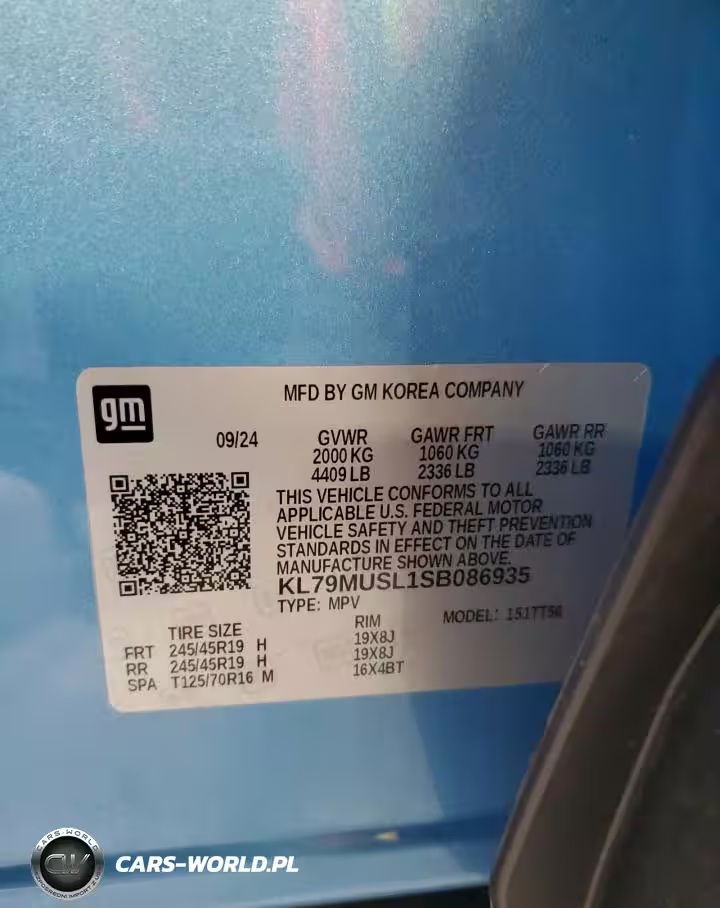 gm
MFD BY GM KOREA COMPANY
09/24
GVWR GAWR FRT GAWR RR
2000 KG 1060 KG 1060 KG
4409 LB 2336 LB 2336 LB
THIS VEHICLE CONFORMS TO ALL
APPLICABLE U.S. FEDERAL MOTOR
VEHICLE SAFETY AND THEFT PREVENTION
STANDARDS IN EFFECT ON THE DATE OF
MANUFACTURE SHOWN ABOVE.
KL79MUSL1SB086935
TYPE: MPV MODEL:
TIRE SIZE RIM
FRT 245/45R19 H 19X8J
RR 245/45R19 H 19X8J
SPA T125/70R16 M 16X4BT
CARS-WORLD
CARS-WORLD.PL